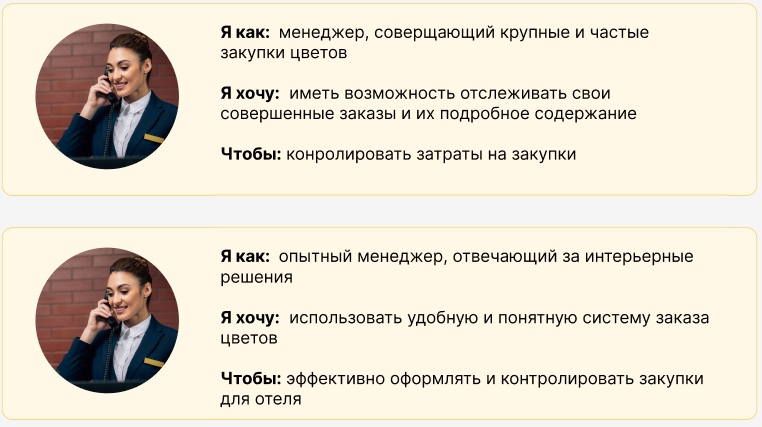 Я как: менеджер, соверщающий крупные и частые
закупки цветов
Я хочу: иметь возможность отслеживать свои
совершенные заказы и их подробное содержание
Чтобы: конролировать затраты на закупки
Я как: опытный менеджер, отвечающий за интерьерные
решения
Я хочу: использовать удобную и понятную систему заказа
цветов
Чтобы: эффективно оформлять и контролировать закупки
для отеля